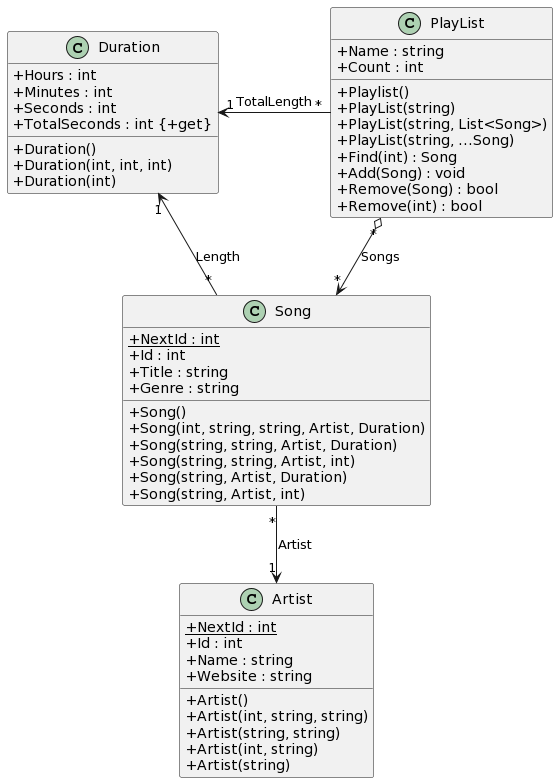 C Duration
+Hours : int
+Minutes : int
+Seconds : int
+TotalSeconds : int {+get}
+Duration()
+Duration(int, int, int)
+Duration(int)
C PlayList
+Name : string
+Count : int
+Playlist()
+PlayList(string)
+PlayList(string, List<Song>)
+PlayList(string, ...Song)
+Find(int) : Song
+Add(Song) : void
+Remove(Song) : bool
+Remove(int) : bool
1 TotalLength *
1
Length
*
*
Songs
*
C Song
+NextId : int
+Id : int
+Title : string
+Genre : string
+Song()
+Song(int, string, string, Artist, Duration)
+Song(string, string, Artist, Duration)
+Song(string, string, Artist, int)
+Song(string, Artist, Duration)
+Song(string, Artist, int)
*
Artist
1
C Artist
+NextId : int
+Id : int
+Name : string
+Website : string
+Artist()
+Artist(int, string, string)
+Artist(string, string)
+Artist(int, string)
+Artist(string)